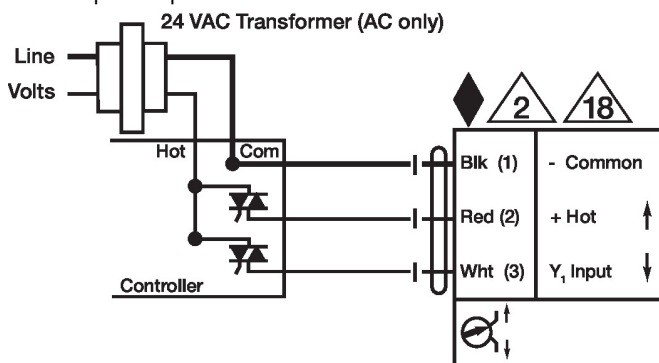 24 VAC Transformer (AC only)
Line
Volts
Hot Com
2 18
Blk (1) - Common
Red (2) + Hot
Wht (3) Y₁ Input
Controller